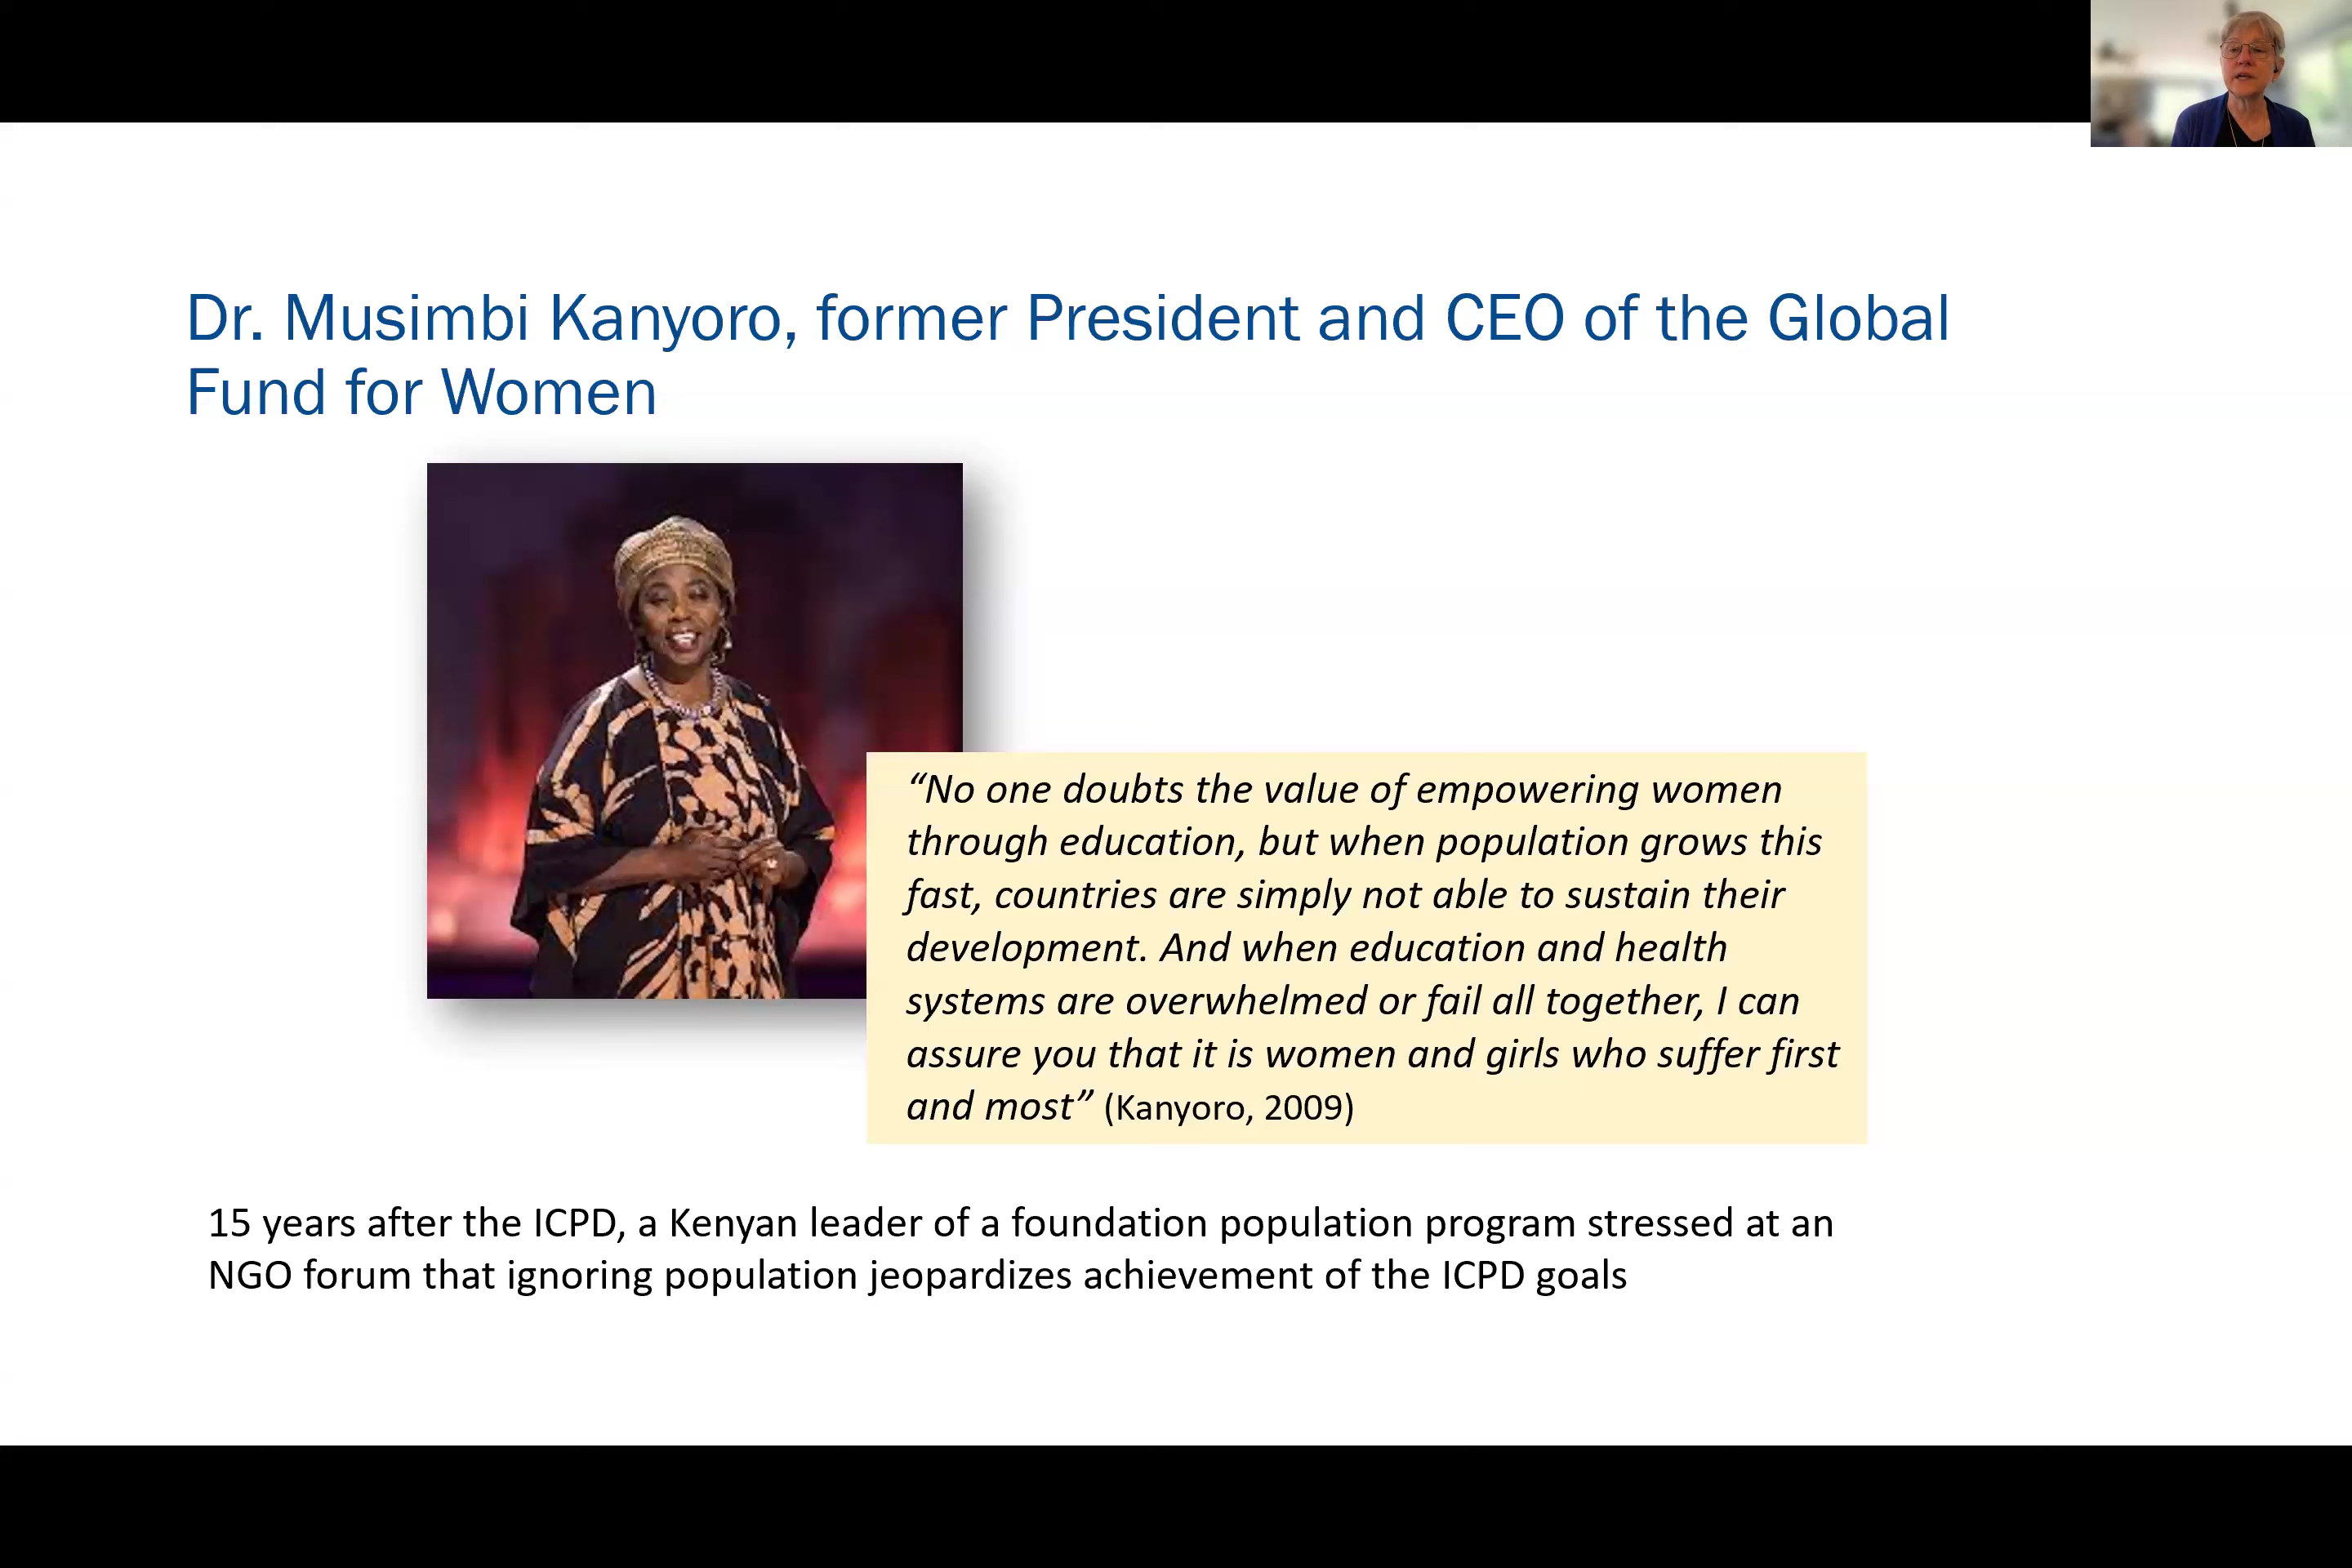 Dr. Musimbi Kanyoro, former President and CEO of the Global
Fund for Women
“No one doubts the value of empowering women
through education, but when population grows this
fast, countries are simply not able to sustain their
development. And when education and health
systems are overwhelmed or fail all together, I can
assure you that it is women and girls who suffer first
and most” (Kanyoro, 2009)
15 years after the ICPD, a Kenyan leader of a foundation population program stressed at an
NGO forum that ignoring population jeopardizes achievement of the ICPD goals